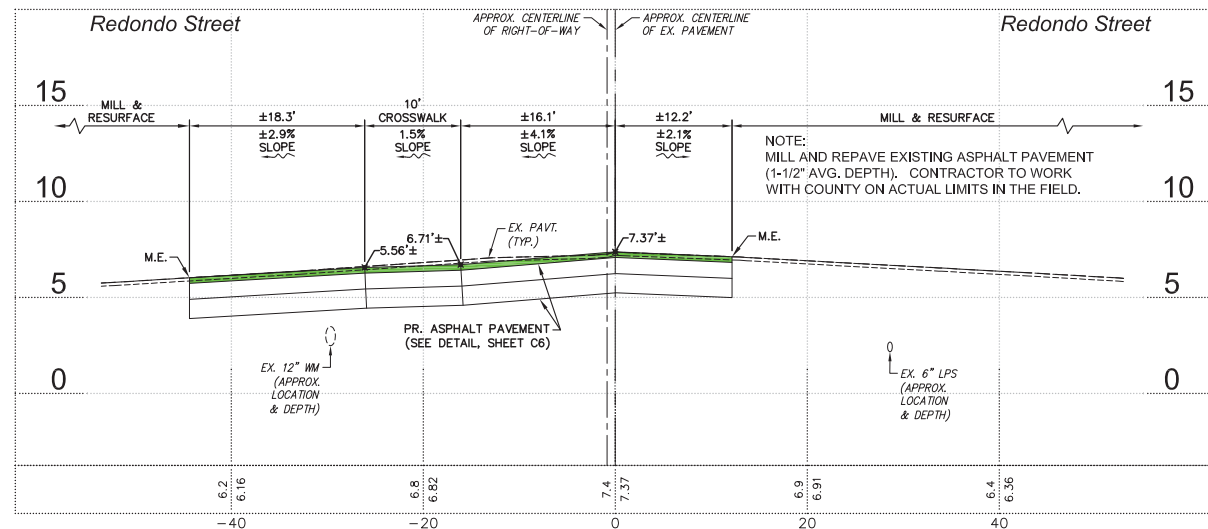 Redondo Street
APPROX. CENTERLINE
OF RIGHT-OF-WAY
APPROX. CENTERLINE
OF EX. PAVEMENT
Redondo Street
15
MILL &
RESURFACE
±18.3'
±2.9%
SLOPE
10'
CROSSWALK
1.5%
SLOPE
±16.1'
±4.1%
SLOPE
±12.2'
±2.1%
SLOPE
MILL & RESURFACE
15
NOTE:
MILL AND REPAVE EXISTING ASPHALT PAVEMENT
(1-1/2" AVG. DEPTH). CONTRACTOR TO WORK
WITH COUNTY ON ACTUAL LIMITS IN THE FIELD.
10
10
M.E.
5.56'±
6.71'±
EX. PAVT.
(TYP.)
7.37'±
M.E.
5
5
PR. ASPHALT PAVEMENT
(SEE DETAIL, SHEET C6)
EX. 12" WM
(APPROX.
LOCATION
& DEPTH)
EX. 6" LPS
(APPROX.
LOCATION
& DEPTH)
0
0
6.2
6.16
6.8
6.82
7.4
7.37
6.9
6.91
6.4
6.36
-40
-20
0
20
40